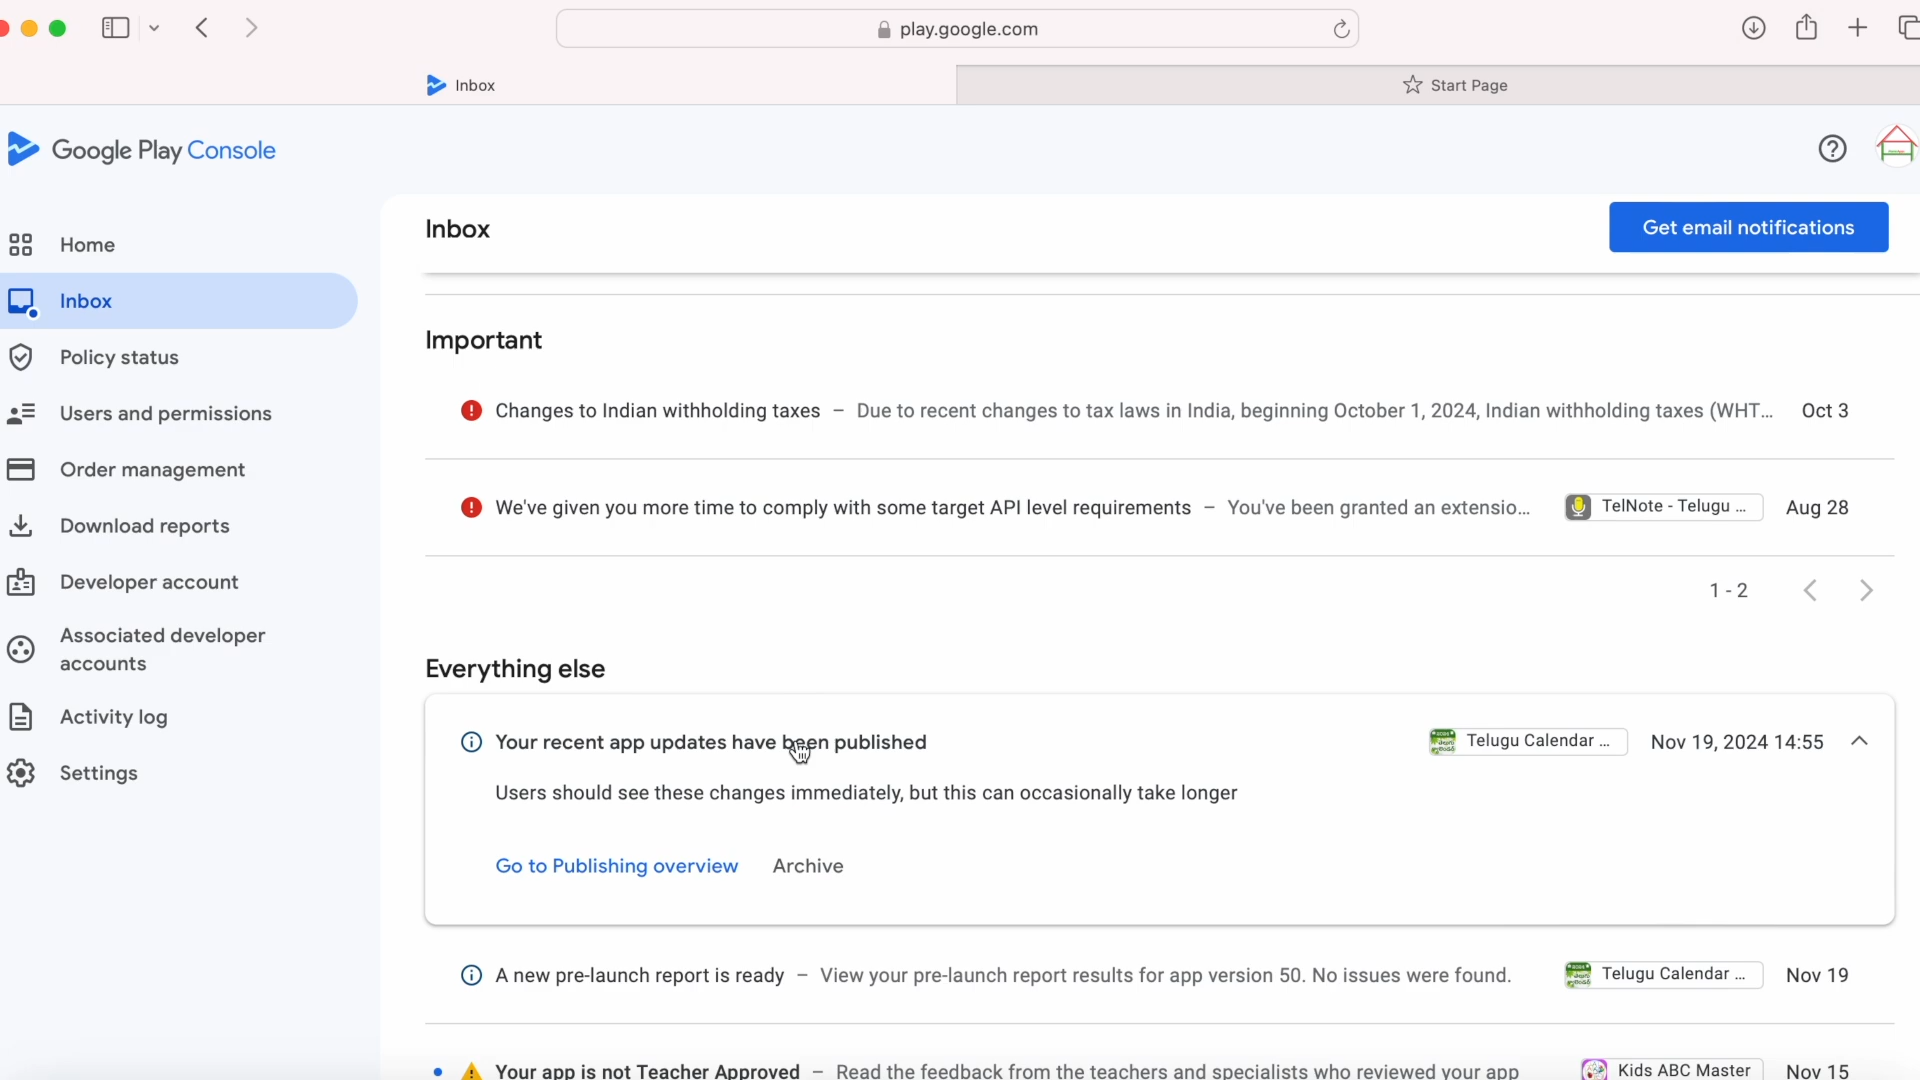 play.google.com
Inbox
Start Page
Google Play Console
Home
Inbox
Policy status
Users and permissions
Order management
Download reports
Developer account
Associated developer
accounts
Activity log
Settings
Inbox
Get email notifications
Important
Changes to Indian withholding taxes – Due to recent changes to tax laws in India, beginning October 1, 2024, Indian withholding taxes (WHT... Oct 3
We've given you more time to comply with some target API level requirements – You've been granted an extensio... TelNote - Telugu ... Aug 28
1 - 2
Everything else
Your recent app updates have been published Telugu Calendar ... Nov 19, 2024 14:55
Users should see these changes immediately, but this can occasionally take longer
Go to Publishing overview Archive
A new pre-launch report is ready – View your pre-launch report results for app version 50. No issues were found. Telugu Calendar ... Nov 19
Your app is not Teacher Approved – Read the feedback from the teachers and specialists who reviewed your app Kids ABC Master Nov 15